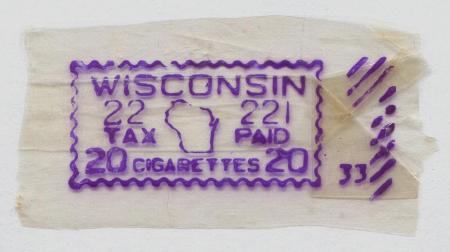 WISCONSIN
22 221
TAX PAID
20 CIGARETTES 20
33